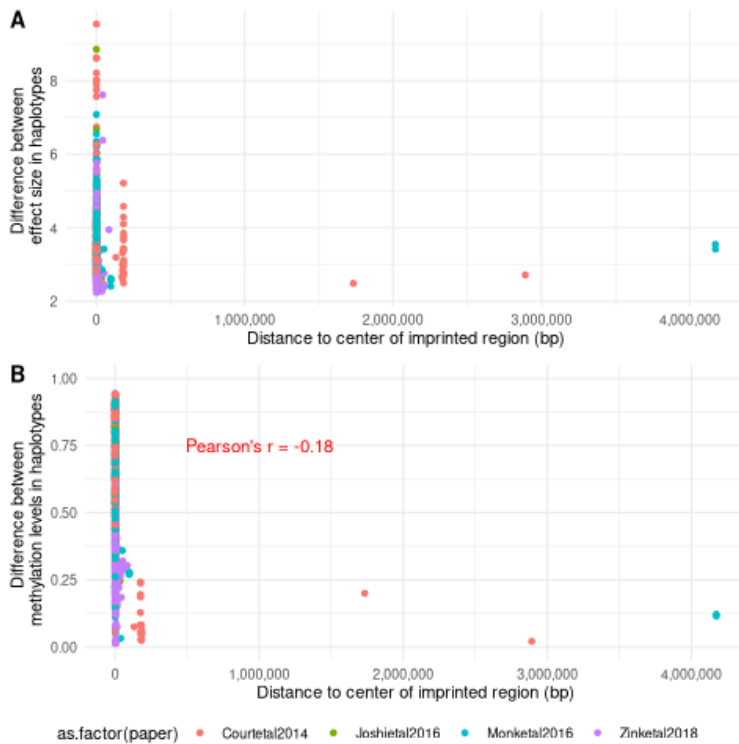 A
Difference between
effect size in haplotypes
8
6
4
2
0
1,000,000
2,000,000
3,000,000
4,000,000
Distance to center of imprinted region (bp)
B
Difference between
methylation levels in haplotypes
1.00
0.75
0.50
0.25
0.00
Pearson's r = -0.18
0
1,000,000
2,000,000
3,000,000
4,000,000
Distance to center of imprinted region (bp)
as.factor(paper)
Courtetal2014
Joshietal2016
Monketal2016
Zinketal2018